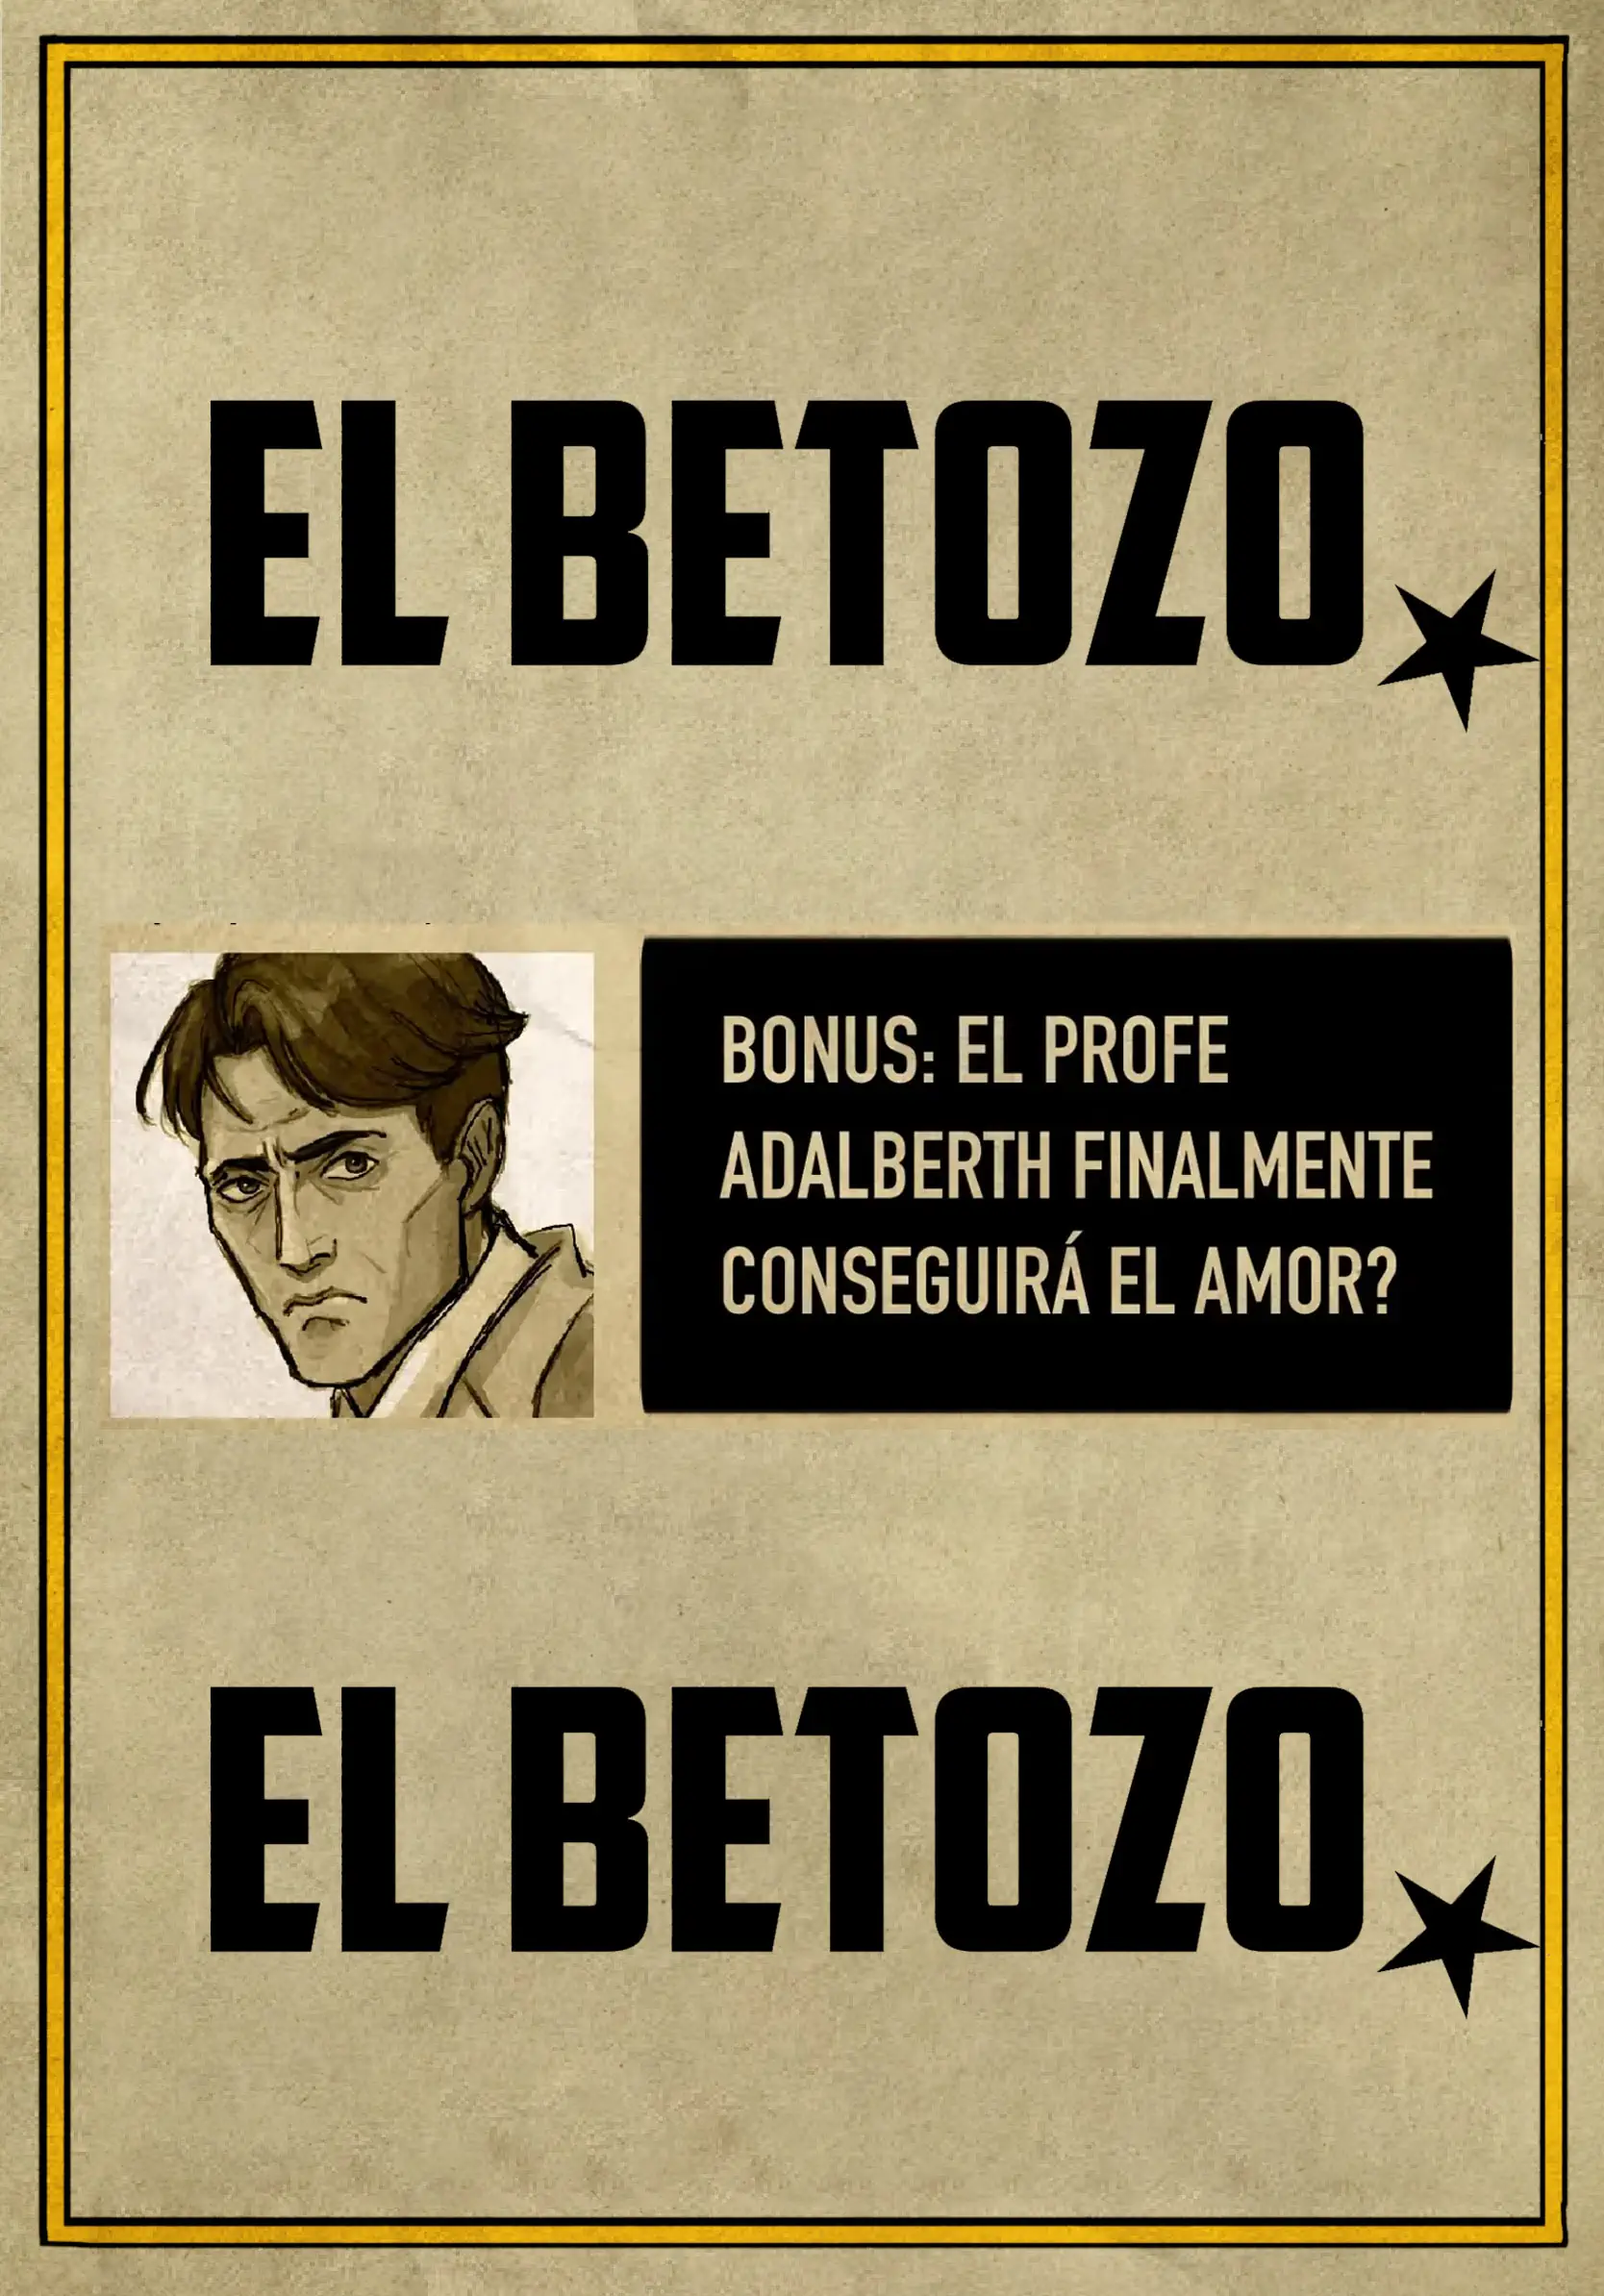 EL BETOZO
BONUS: EL PROFE
ADALBERTH FINALMENTE
CONSEGUIRÁ EL AMOR?
EL BETOZO